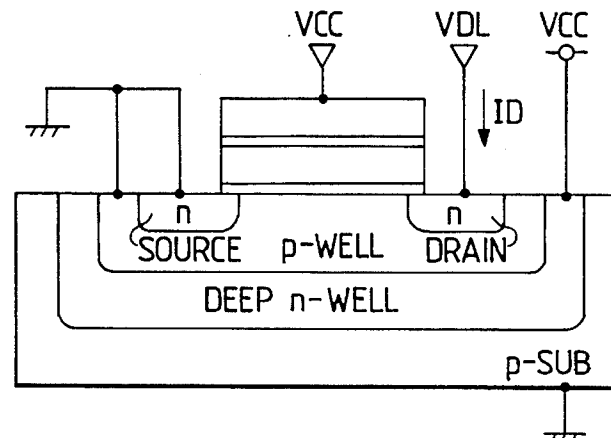 VCC VDL VCC
ID
n n
SOURCE p-WELL DRAIN
DEEP n-WELL
p-SUB